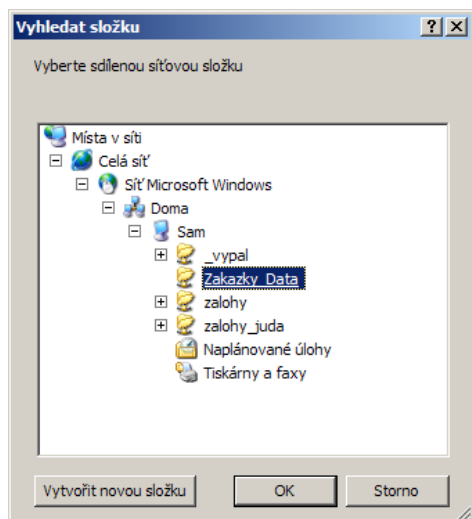 Vyhledat složku
Vyberte sdílenou síťovou složku
Místa v síti
Celá síť
Síť Microsoft Windows
Doma
Sam
_vypal
Zakazky_Data
zalohy
zalohy_juda
Naplánované úlohy
Tiskárny a faxy
Vytvořit novou složku OK Storno